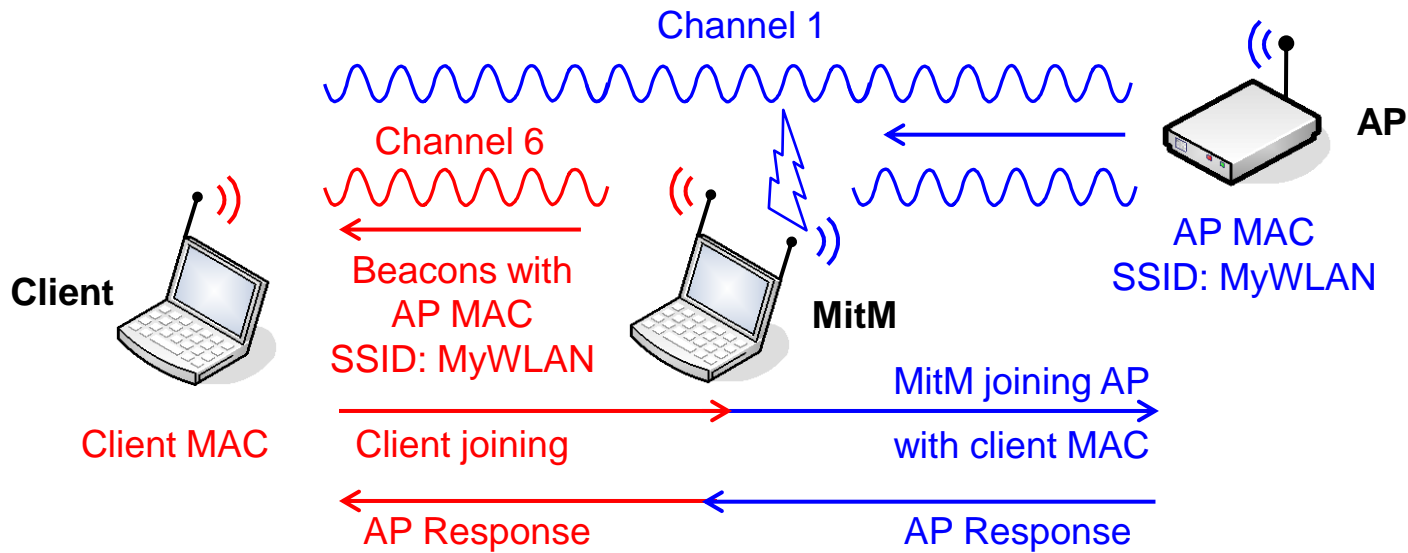 Channel 1
AP
Channel 6
AP MAC
SSID: MyWLAN
Client
Beacons with
AP MAC
SSID: MyWLAN
MitM
MitM joining AP
Client MAC
Client joining
with client MAC
AP Response
AP Response